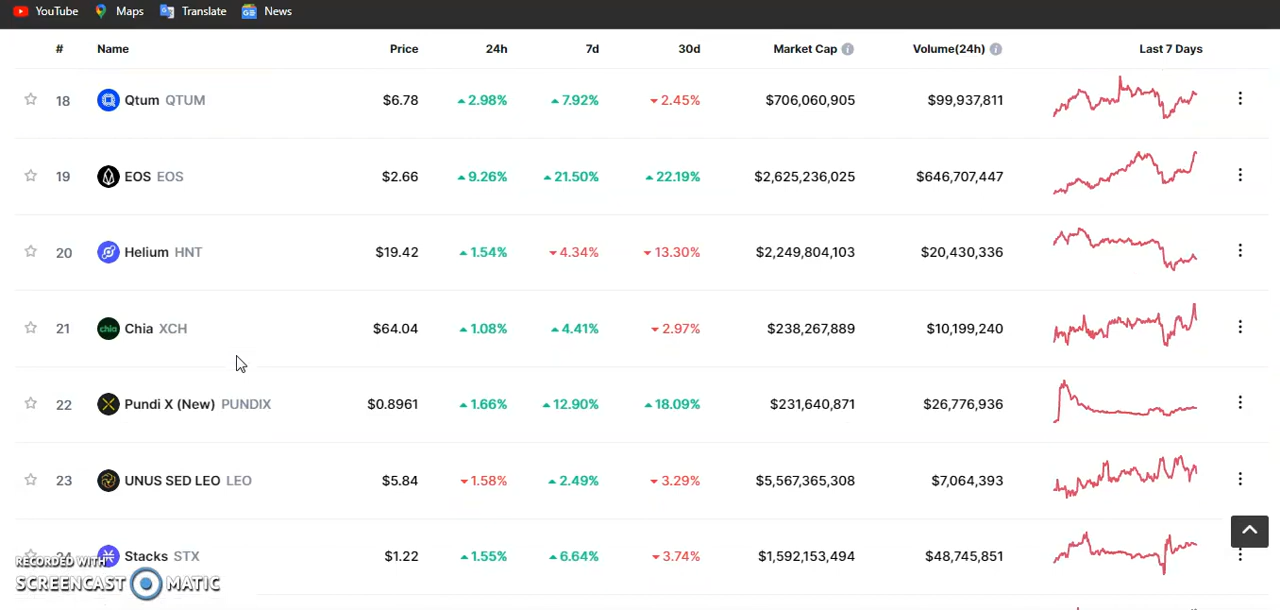 YouTube Maps Translate News
# Name Price 24h 7d 30d Market Cap Volume(24h) Last 7 Days
18 Qtum QTUM $6.78 2.98% 7.92% 2.45% $706,060,905 $99,937,811
19 EOS EOS $2.66 9.26% 21.50% 22.19% $2,625,236,025 $646,707,447
20 Helium HNT $19.42 1.54% 4.34% 13.30% $2,249,804,103 $20,430,336
21 chia Chia XCH $64.04 1.08% 4.41% 2.97% $238,267,889 $10,199,240
22 Pundi X (New) PUNDIX $0.8961 1.66% 12.90% 18.09% $231,640,871 $26,776,936
23 UNUS SED LEO LEO $5.84 1.58% 2.49% 3.29% $5,567,365,308 $7,064,393
24 Stacks STX $1.22 1.55% 6.64% 3.74% $1,592,153,494 $48,745,851
RECORDED WITH
SCREENCAST MATIC